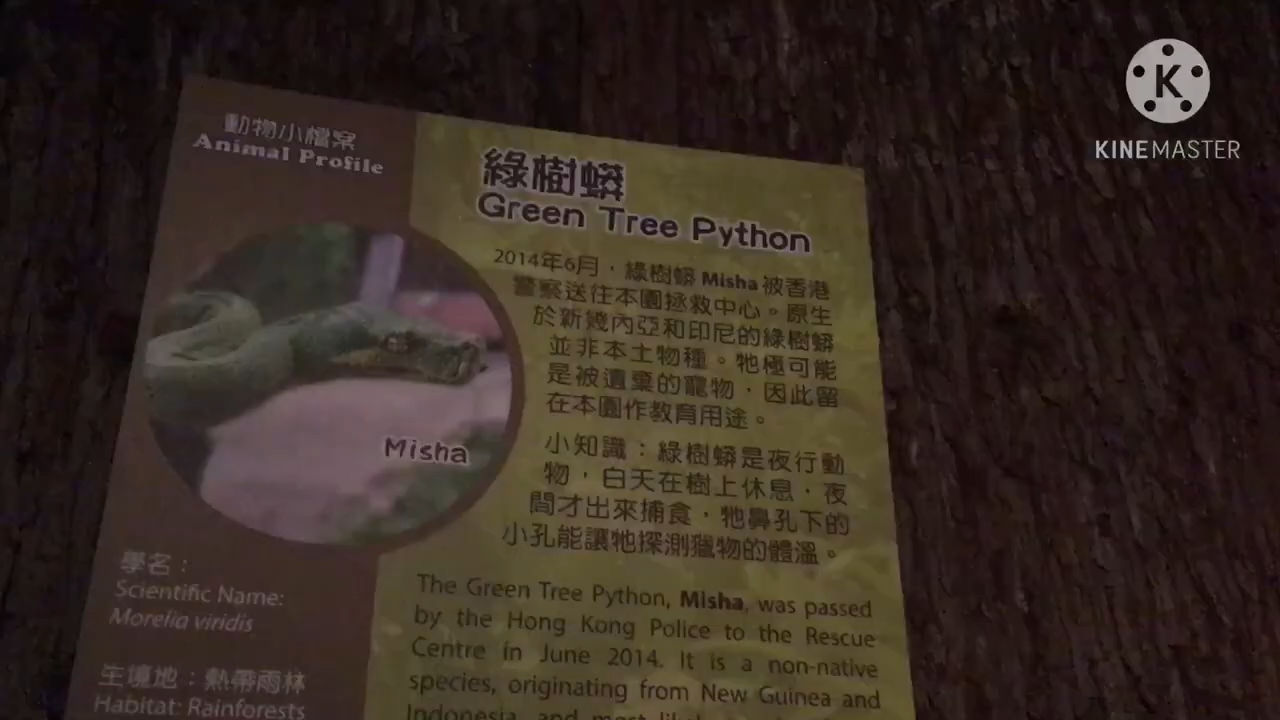 動物小檔案
Animal Profile
綠樹蟒
Green Tree Python
2014年6月，綠樹蟒 Misha 被香港
警察送往本園拯救中心。原生
於新幾內亞和印尼的綠樹蟒
並非本土物種。牠極可能
是被遺棄的寵物，因此留
在本園作教育用途。
小知識：綠樹蟒是夜行動
物，白天在樹上休息，夜
間才出來捕食，牠鼻孔下的
小孔能讓牠探測獵物的體溫。
Misha
學名：
Scientific Name:
Morelia viridis
生境地：熱帶雨林
Habitat: Rainforests
The Green Tree Python, Misha, was passed
by the Hong Kong Police to the Rescue
Centre in June 2014. It is a non-native
species, originating from New Guinea and
Indonesia, and most
K
KINEMASTER